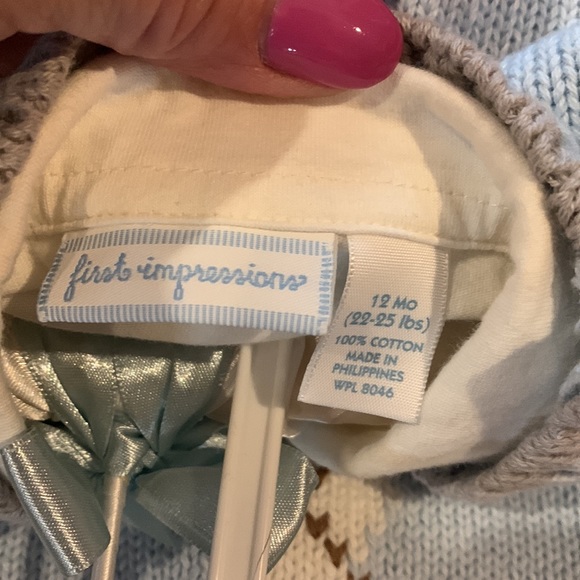 first impressions
12 MO
(22-25 lbs)
100% COTTON
MADE IN
PHILIPPINES
WPL 8046